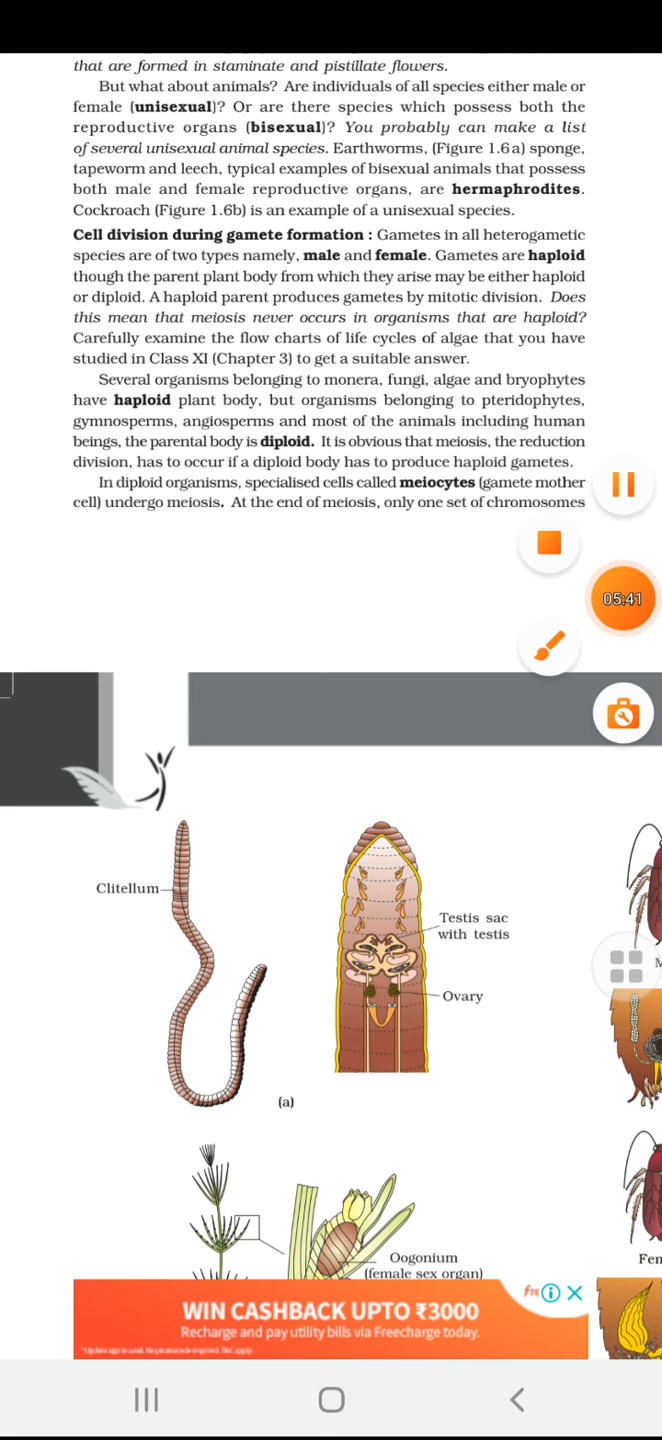 that are formed in staminate and pistillate flowers.
But what about animals? Are individuals of all species either male or
female (unisexual)? Or are there species which possess both the
reproductive organs (bisexual)? You probably can make a list
of several unisexual animal species. Earthworms, (Figure 1.6a) sponge,
tapeworm and leech, typical examples of bisexual animals that possess
both male and female reproductive organs, are hermaphrodites.
Cockroach (Figure 1.6b) is an example of a unisexual species.
Cell division during gamete formation : Gametes in all heterogametic
species are of two types namely, male and female. Gametes are haploid
though the parent plant body from which they arise may be either haploid
or diploid. A haploid parent produces gametes by mitotic division. Does
this mean that meiosis never occurs in organisms that are haploid?
Carefully examine the flow charts of life cycles of algae that you have
studied in Class XI (Chapter 3) to get a suitable answer.
Several organisms belonging to monera, fungi, algae and bryophytes
have haploid plant body, but organisms belonging to pteridophytes,
gymnosperms, angiosperms and most of the animals including human
beings, the parental body is diploid. It is obvious that meiosis, the reduction
division, has to occur if a diploid body has to produce haploid gametes.
In diploid organisms, specialised cells called meiocytes (gamete mother
cell) undergo meiosis. At the end of meiosis, only one set of chromosomes
05:41
Clitellum
Testis sac
with testis
M
Ovary
(a)
Oogonium
(female sex organ)
Fem
WIN CASHBACK UPTO ₹3000
Recharge and pay utility bills via Freecharge today.